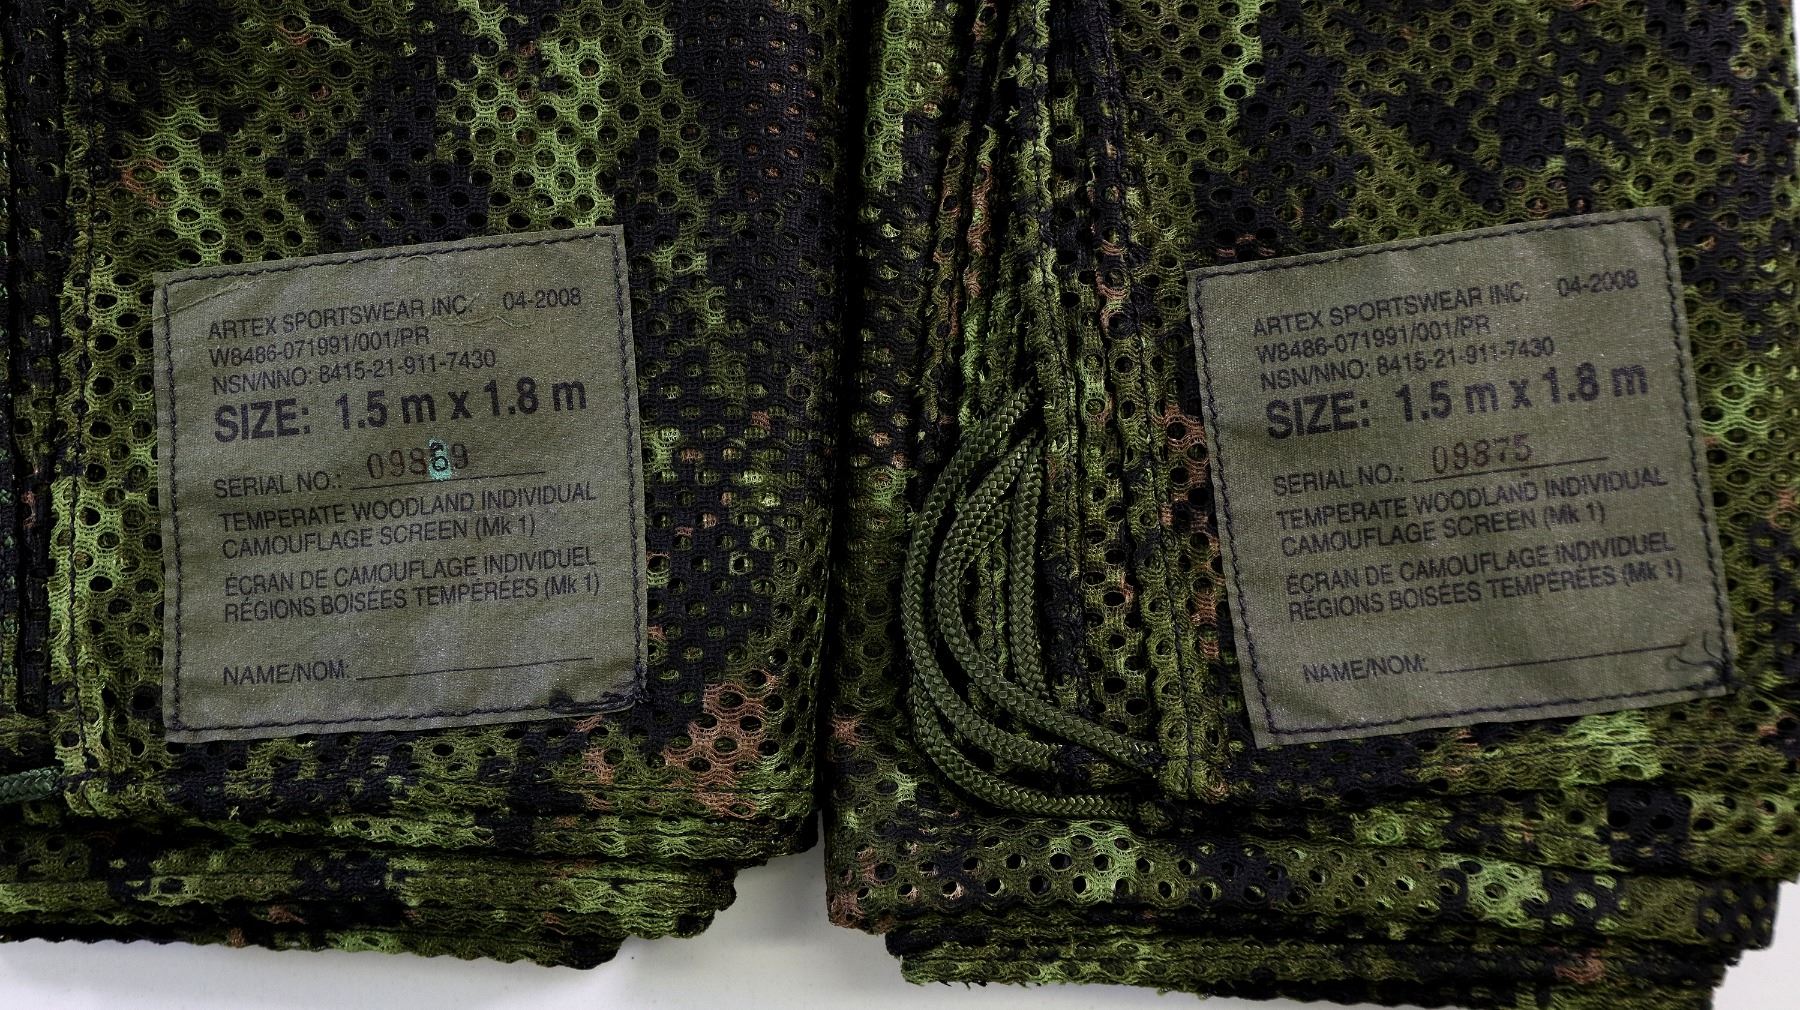 ARTEX SPORTSWEAR INC. 04-2008
W8486-071991/001/PR
NSN/NNO: 8415-21-911-7430
SIZE: 1.5 m x 1.8 m
SERIAL NO.: 09869
TEMPERATE WOODLAND INDIVIDUAL
CAMOUFLAGE SCREEN (Mk 1)
ÉCRAN DE CAMOUFLAGE INDIVIDUEL
RÉGIONS BOISÉES TEMPÉRÉES (Mk 1)
NAME/NOM:
ARTEX SPORTSWEAR INC. 04-2008
W8486-071991/001/PR
NSN/NNO: 8415-21-911-7430
SIZE: 1.5 m x 1.8 m
SERIAL NO.: 09875
TEMPERATE WOODLAND INDIVIDUAL
CAMOUFLAGE SCREEN (Mk 1)
ÉCRAN DE CAMOUFLAGE INDIVIDUEL
RÉGIONS BOISÉES TEMPÉRÉES (Mk 1)
NAME/NOM: